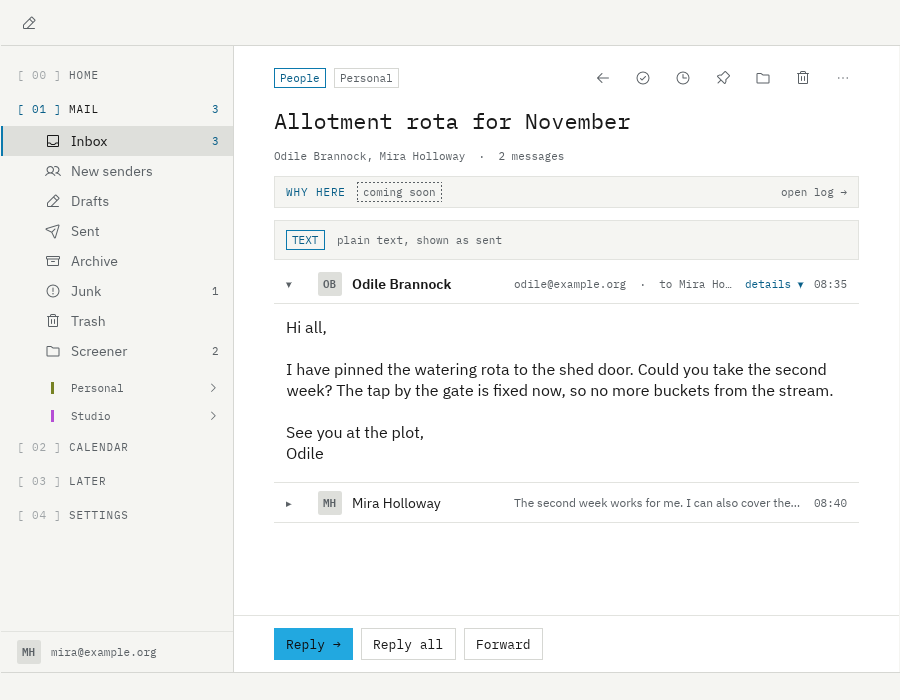 [ 00 ] HOME
[ 01 ] MAIL 3
Inbox 3
New senders
Drafts
Sent
Archive
Junk 1
Trash
Screener 2
Personal
Studio
[ 02 ] CALENDAR
[ 03 ] LATER
[ 04 ] SETTINGS
MH mira@example.org
People Personal
Allotment rota for November
Odile Brannock, Mira Holloway · 2 messages
WHY HERE coming soon open log →
TEXT plain text, shown as sent
▾ OB Odile Brannock odile@example.org · to Mira Ho… details ▾ 08:35
Hi all,
I have pinned the watering rota to the shed door. Could you take the second
week? The tap by the gate is fixed now, so no more buckets from the stream.
See you at the plot,
Odile
▸ MH Mira Holloway The second week works for me. I can also cover the… 08:40
Reply → Reply all Forward